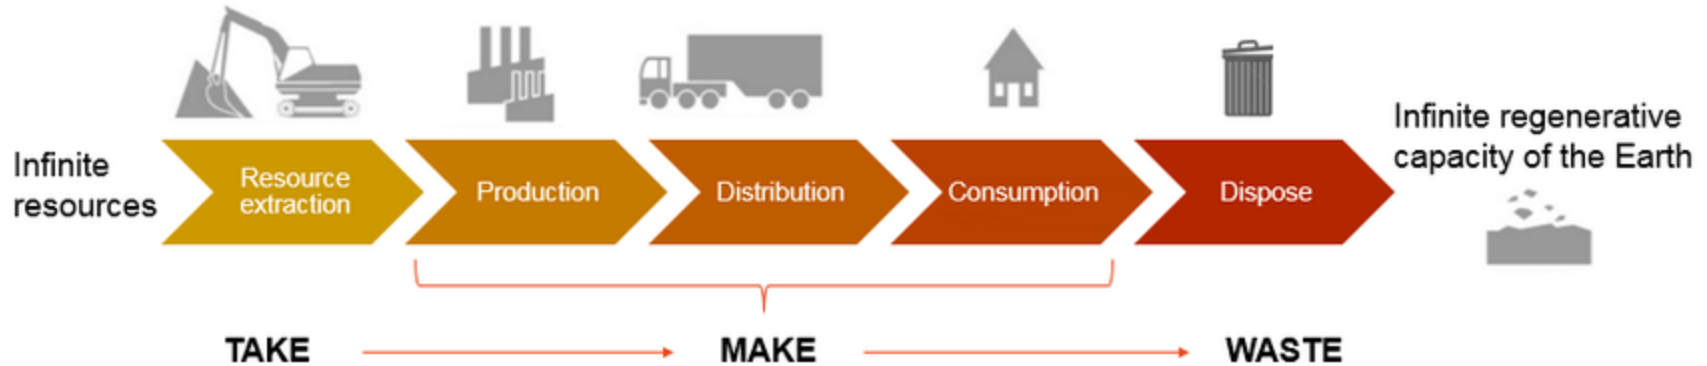 Infinite
resources
Resource
extraction
Production
Distribution
Consumption
Dispose
Infinite regenerative
capacity of the Earth
TAKE
MAKE
WASTE